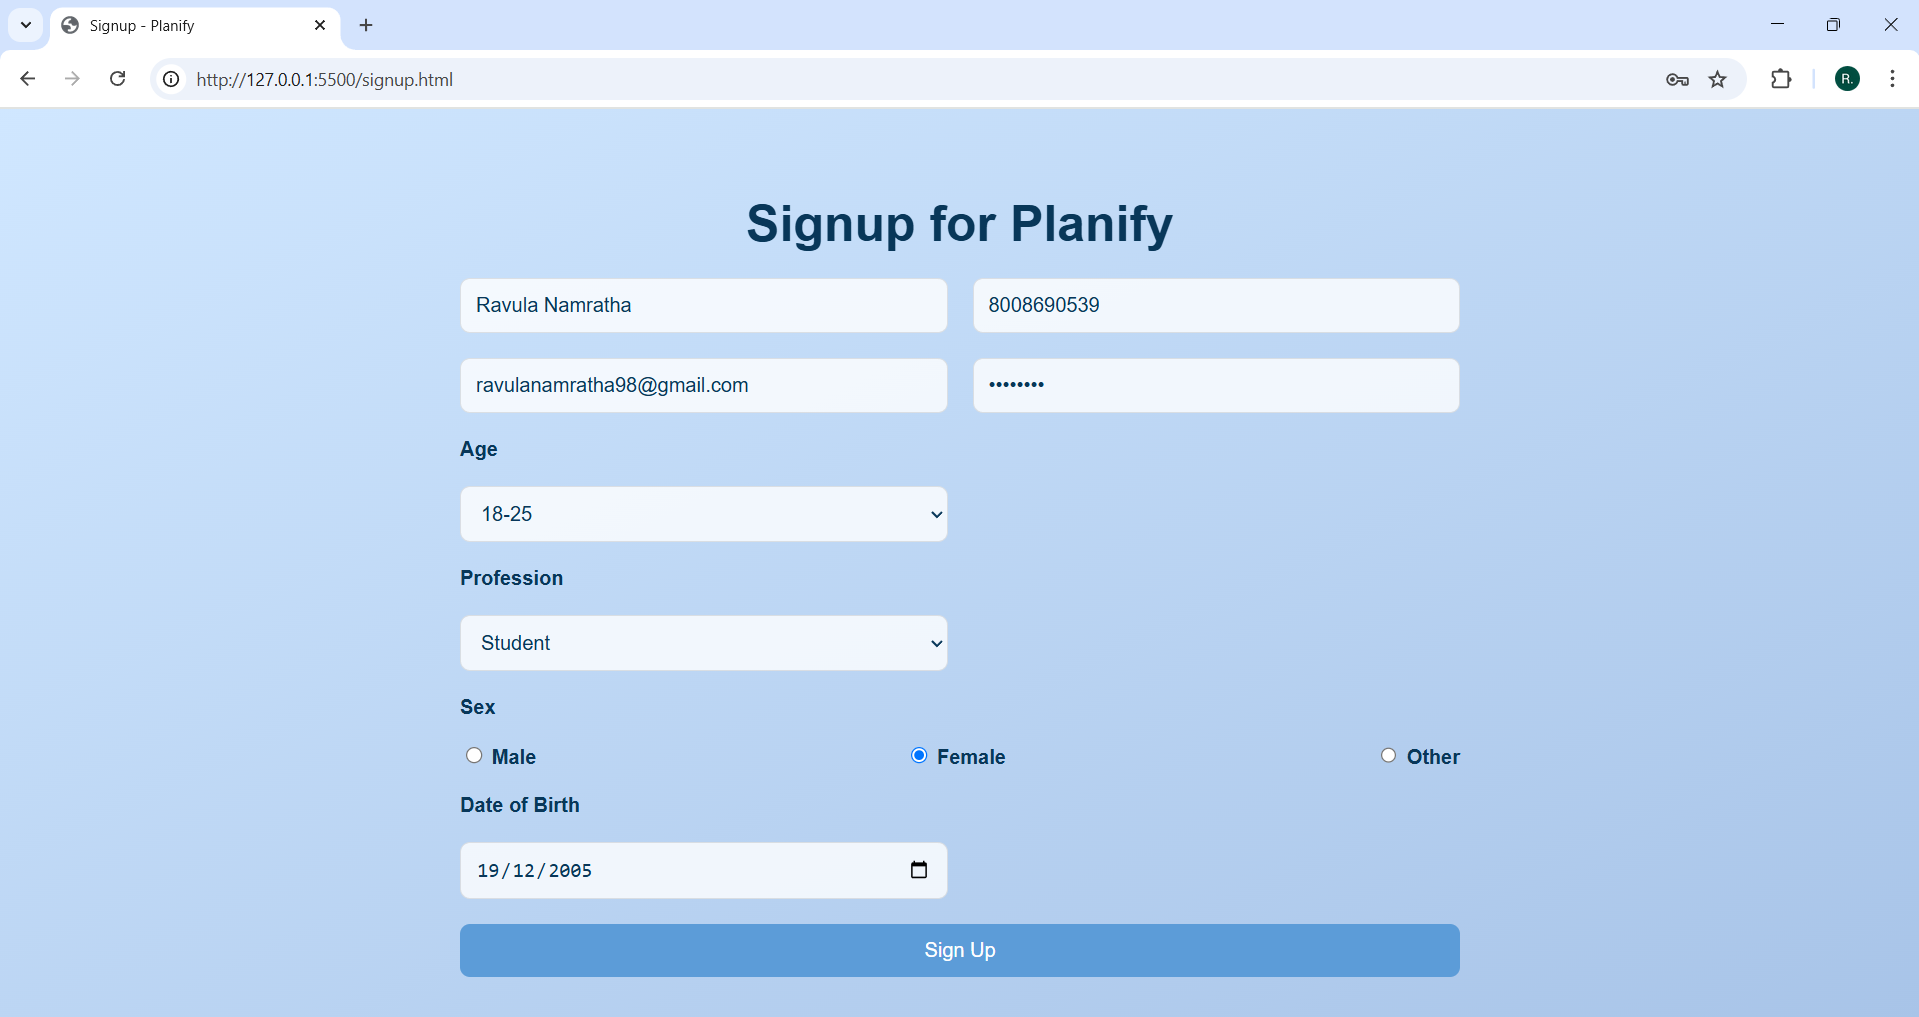 Signup - Planify
http://127.0.0.1:5500/signup.html
R.
Signup for Planify
Ravula Namratha
8008690539
ravulanamratha98@gmail.com
••••••••
Age
18-25
Profession
Student
Sex
Male Female Other
Date of Birth
19/12/2005
Sign Up